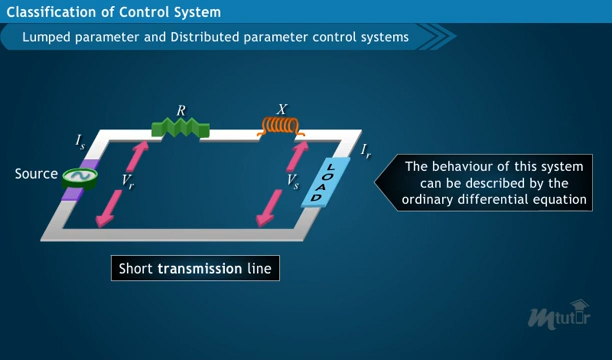 Classification of Control System
Lumped parameter and Distributed parameter control systems
R
X
Is
Ir
Source
Vr
Vs
LOAD
The behaviour of this system
can be described by the
ordinary differential equation
Short transmission line
Mtutor